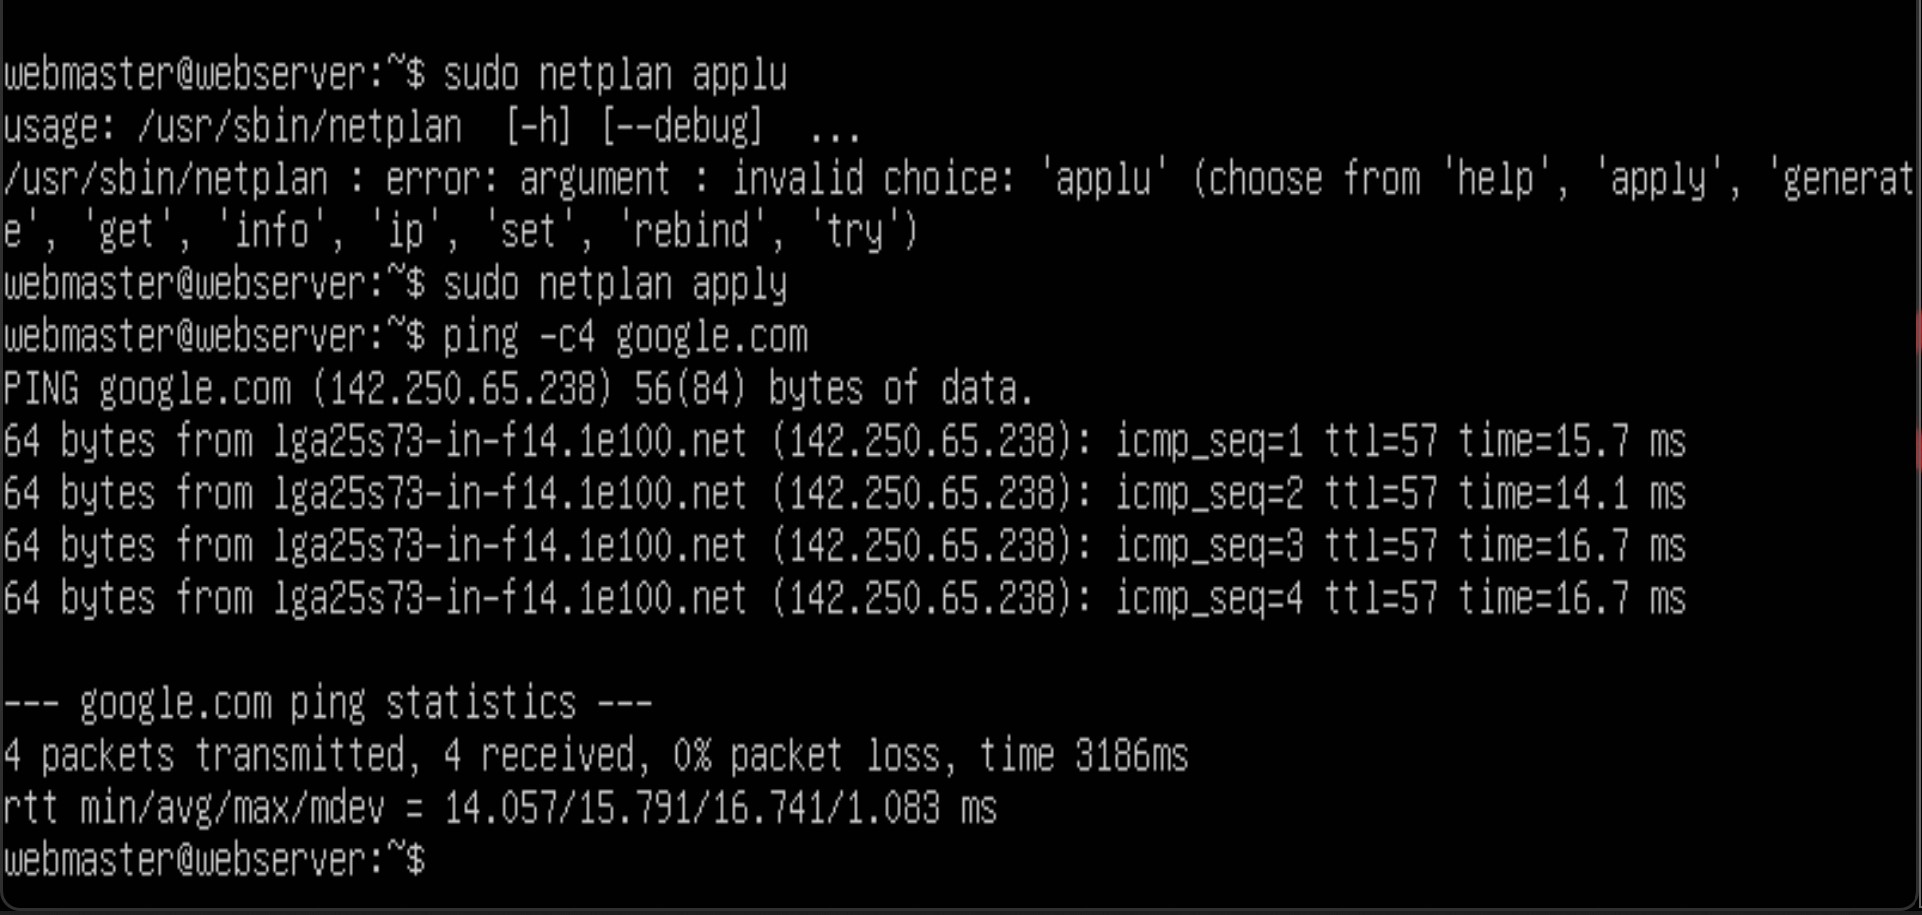 webmaster@webserver:~$ sudo netplan applu
usage: /usr/sbin/netplan  [-h] [--debug]  ...
/usr/sbin/netplan : error: argument : invalid choice: 'applu' (choose from 'help', 'apply', 'generat
e', 'get', 'info', 'ip', 'set', 'rebind', 'try')
webmaster@webserver:~$ sudo netplan apply
webmaster@webserver:~$ ping -c4 google.com
PING google.com (142.250.65.238) 56(84) bytes of data.
64 bytes from lga25s73-in-f14.1e100.net (142.250.65.238): icmp_seq=1 ttl=57 time=15.7 ms
64 bytes from lga25s73-in-f14.1e100.net (142.250.65.238): icmp_seq=2 ttl=57 time=14.1 ms
64 bytes from lga25s73-in-f14.1e100.net (142.250.65.238): icmp_seq=3 ttl=57 time=16.7 ms
64 bytes from lga25s73-in-f14.1e100.net (142.250.65.238): icmp_seq=4 ttl=57 time=16.7 ms

--- google.com ping statistics ---
4 packets transmitted, 4 received, 0% packet loss, time 3186ms
rtt min/avg/max/mdev = 14.057/15.791/16.741/1.083 ms
webmaster@webserver:~$